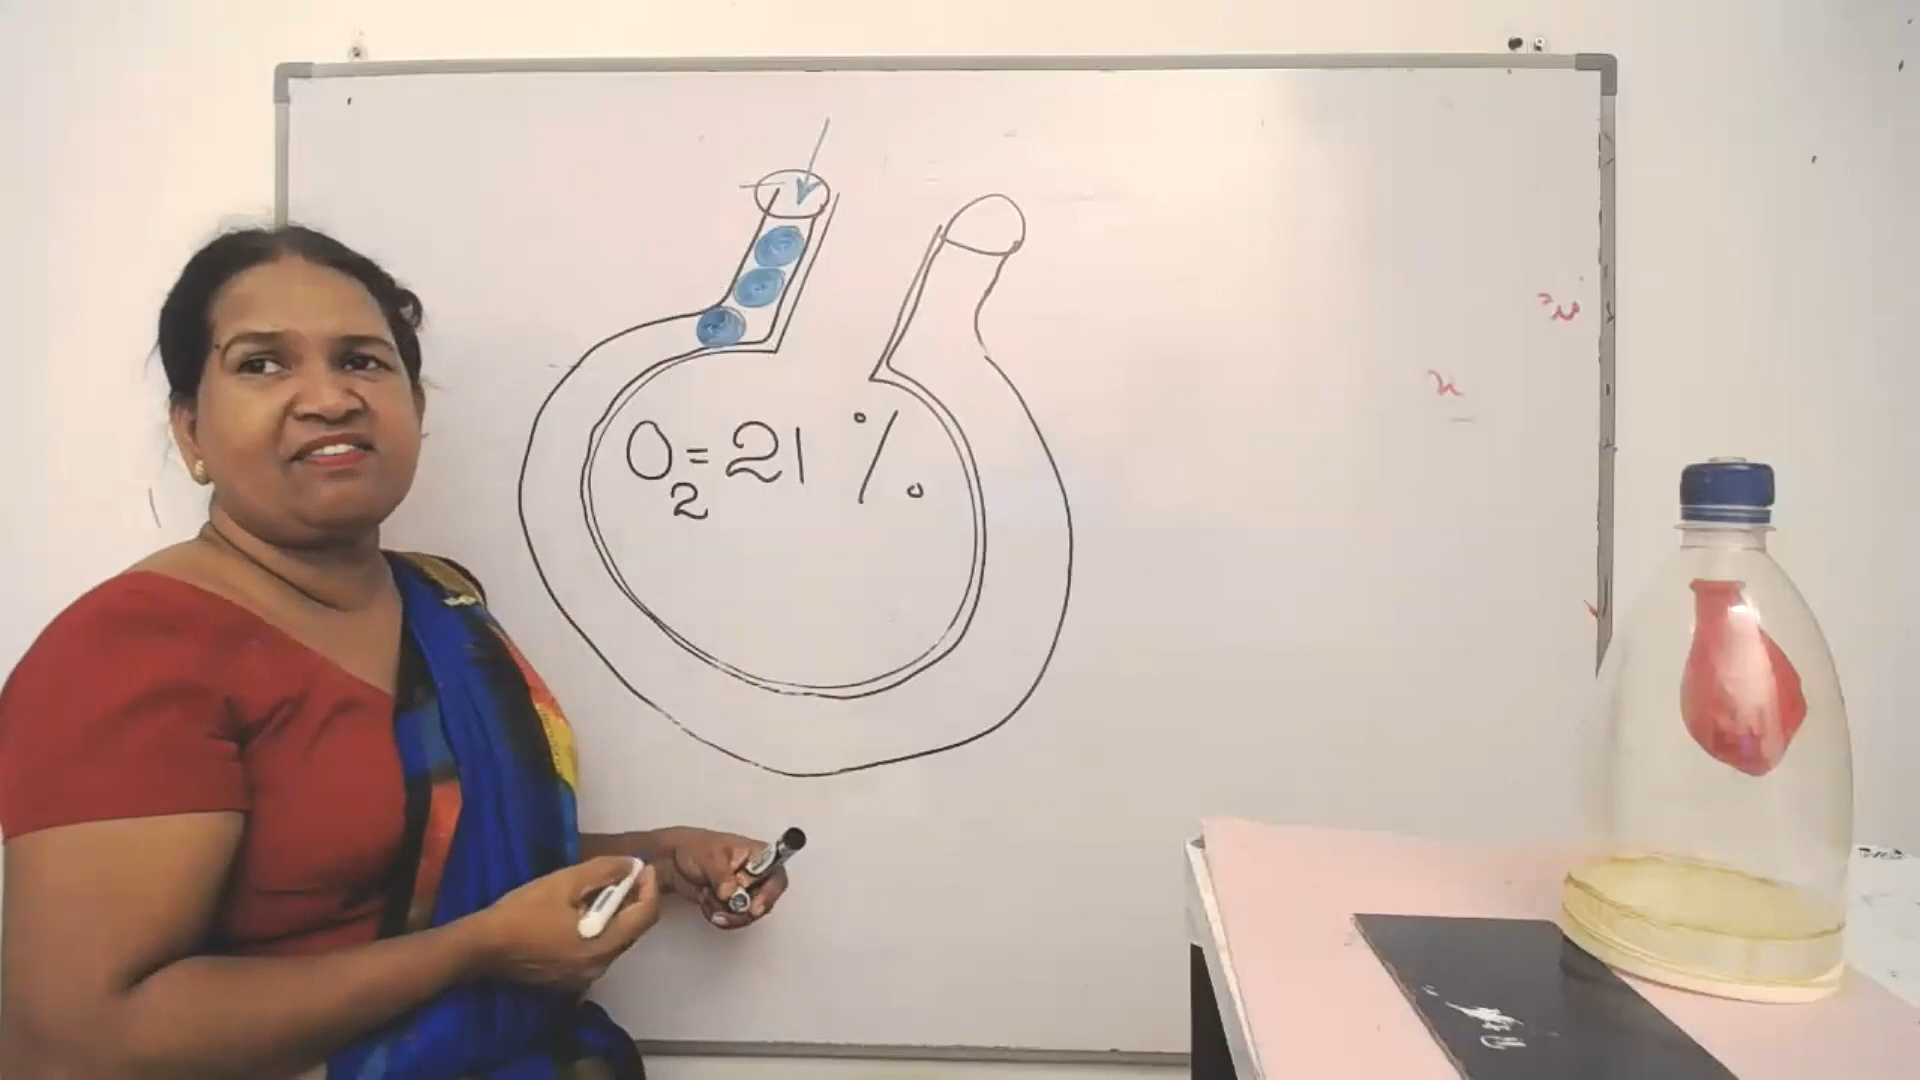 O₂ = 21 %